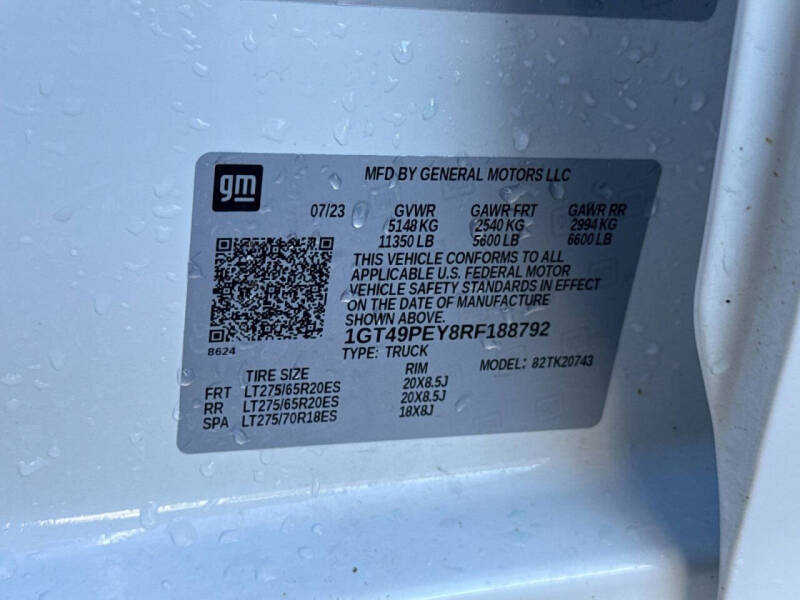 gm
MFD BY GENERAL MOTORS LLC
07/23 GVWR GAWR FRT GAWR RR
5148 KG 2540 KG 2994 KG
11350 LB 5600 LB 6600 LB
THIS VEHICLE CONFORMS TO ALL
APPLICABLE U.S. FEDERAL MOTOR
VEHICLE SAFETY STANDARDS IN EFFECT
ON THE DATE OF MANUFACTURE
SHOWN ABOVE.
1GT49PEY8RF188792
8624
TYPE: TRUCK MODEL: 82TK20743
TIRE SIZE RIM
FRT LT275/65R20ES 20X8.5J
RR LT275/65R20ES 20X8.5J
SPA LT275/70R18ES 18X8J